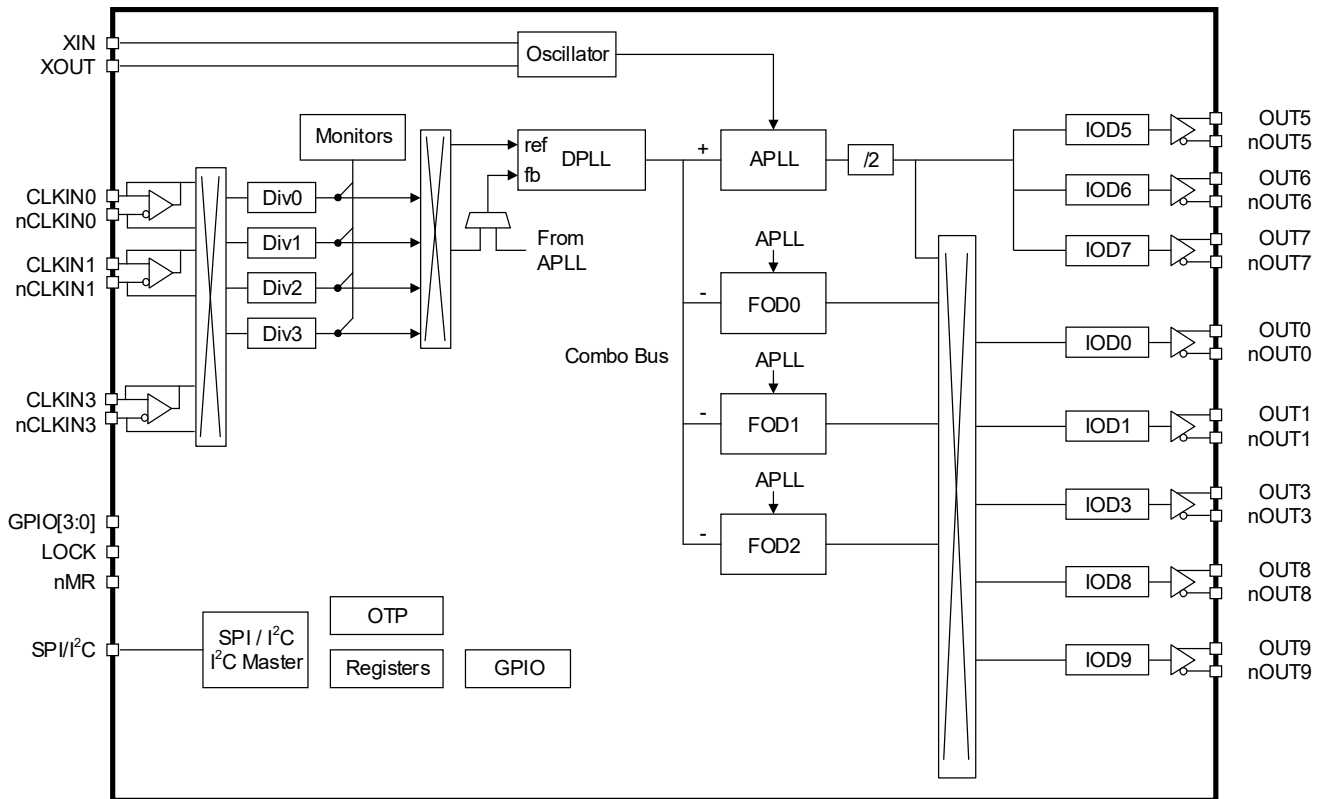 XIN
XOUT
Oscillator
Monitors
ref
fb
DPLL
+
APLL
/2
IOD5
OUT5
nOUT5
CLKIN0
nCLKIN0
Div0
IOD6
OUT6
nOUT6
CLKIN1
nCLKIN1
Div1
From
APLL
APLL
IOD7
OUT7
nOUT7
Div2
-
FOD0
Div3
Combo Bus
IOD0
OUT0
nOUT0
APLL
CLKIN3
nCLKIN3
-
FOD1
IOD1
OUT1
nOUT1
APLL
GPIO[3:0]
LOCK
nMR
-
FOD2
IOD3
OUT3
nOUT3
IOD8
OUT8
nOUT8
SPI/I²C
SPI / I²C
I²C Master
OTP
Registers
GPIO
IOD9
OUT9
nOUT9